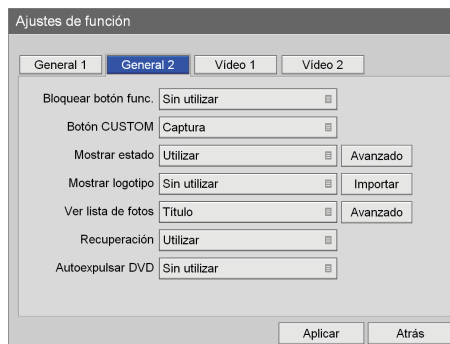 Ajustes de función
General 1 General 2 Vídeo 1 Vídeo 2
Bloquear botón func. Sin utilizar
Botón CUSTOM Captura
Mostrar estado Utilizar Avanzado
Mostrar logotipo Sin utilizar Importar
Ver lista de fotos Título Avanzado
Recuperación Utilizar
Autoexpulsar DVD Sin utilizar
Aplicar Atrás